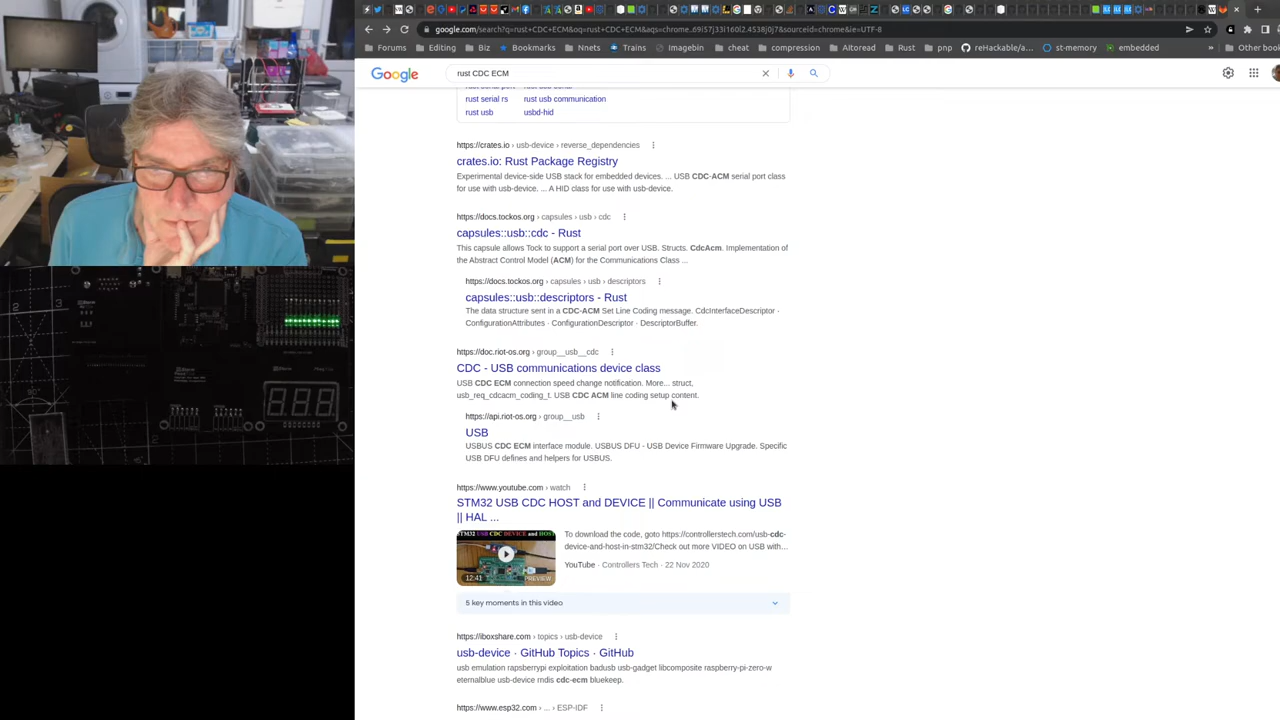 google.com/search?q=rust+CDC+ECM&oq=rust+CDC+ECM&aqs=chrome..69i57j33i160l2.4538j0j7&sourceid=chrome&ie=UTF-8
Forums Editing Biz Bookmarks Nnets Trains Imagebin cheat compression Altoread Rust pnp reteckable/a... st-memory embedded Other book
Google rust CDC ECM
rust serial rs rust usb communication
rust usb usbd-hid
https://crates.io › usb-device › reverse_dependencies
crates.io: Rust Package Registry
Experimental device-side USB stack for embedded devices. ... USB CDC-ACM serial port class
for use with usb-device. ... A HID class for use with usb-device.
https://docs.tockos.org › capsules › usb › cdc
capsules::usb::cdc - Rust
This capsule allows Tock to support a serial port over USB. Structs. CdcAcm. Implementation of
the Abstract Control Model (ACM) for the Communications Class ...
https://docs.tockos.org › capsules › usb › descriptors
capsules::usb::descriptors - Rust
The data structure sent in a CDC-ACM Set Line Coding message. CdcInterfaceDescriptor ·
ConfigurationAttributes · ConfigurationDescriptor · DescriptorBuffer.
https://doc.riot-os.org › group__usb__cdc
CDC - USB communications device class
USB CDC ECM connection speed change notification. More... struct,
usb_req_cdcacm_coding_t. USB CDC ACM line coding setup content.
https://api.riot-os.org › group__usb
USB
USBUS CDC ECM interface module. USBUS DFU - USB Device Firmware Upgrade. Specific
USB DFU defines and helpers for USBUS.
https://www.youtube.com › watch
STM32 USB CDC HOST and DEVICE || Communicate using USB
|| HAL ...
STM32 USB CDC DEVICE and HOST
To download the code, goto https://controllerstech.com/usb-cdc-
device-and-host-in-stm32/Check out more VIDEO on USB with...
YouTube · Controllers Tech · 22 Nov 2020
12:41 PREVIEW
5 key moments in this video
https://iboxshare.com › topics › usb-device
usb-device · GitHub Topics · GitHub
usb emulation rapsberrypi exploitation badusb usb-gadget libcomposite raspberry-pi-zero-w
eternalblue usb-device rndis cdc-ecm bluekeep.
https://www.esp32.com › ... › ESP-IDF